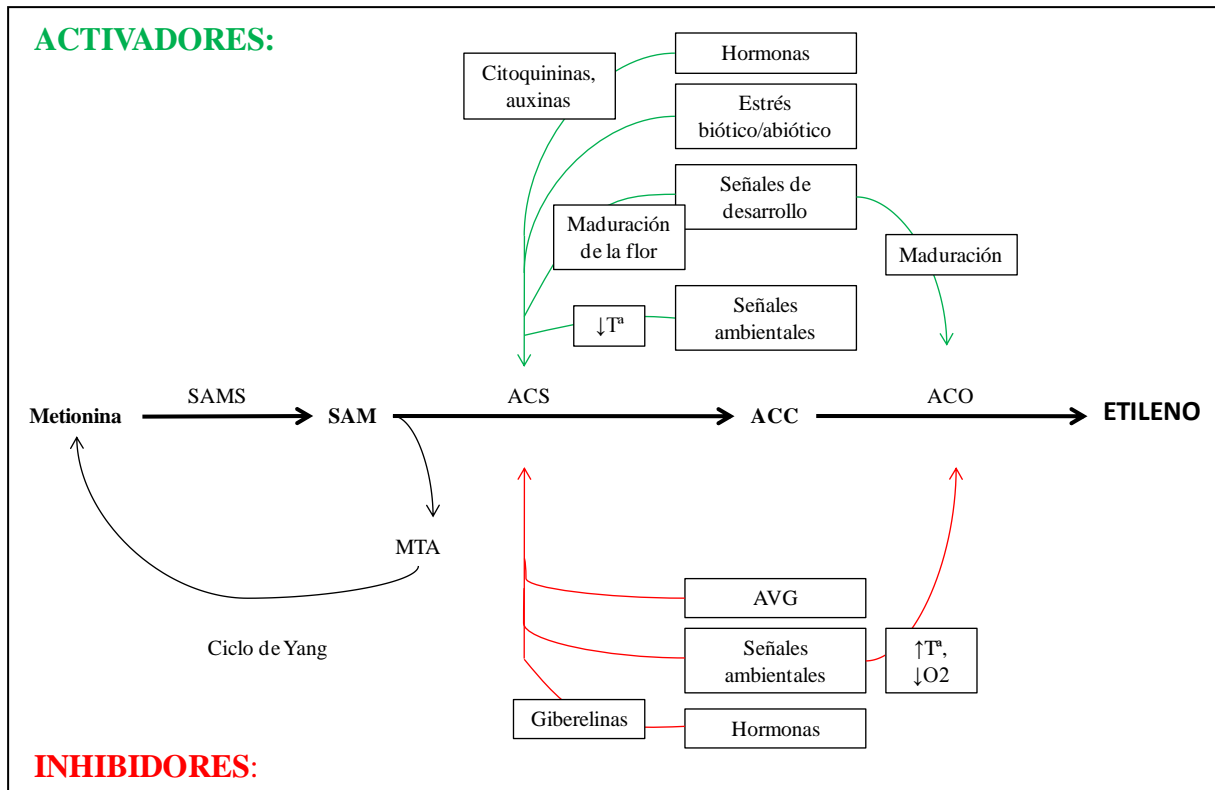 ACTIVADORES:
Hormonas
Citoquininas,
auxinas
Estrés
biótico/abiótico
Señales de
desarrollo
Maduración
de la flor
Maduración
Señales
ambientales
↓Tª
SAMS
ACS
ACO
Metionina
SAM
ACC
ETILENO
MTA
AVG
Ciclo de Yang
Señales
ambientales
↑Tª,
↓O2
Giberelinas
Hormonas
INHIBIDORES: